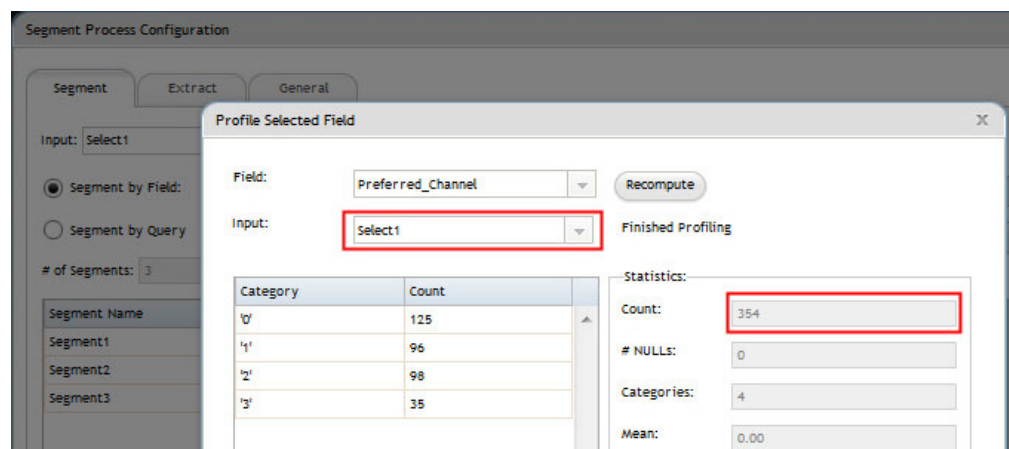 Segment Process Configuration
Segment Extract General
Input: Select1
Segment by Field:
Segment by Query
# of Segments: 3
Segment Name
Segment1
Segment2
Segment3
Profile Selected Field X
Field: Preferred_Channel Recompute
Input: Select1 Finished Profiling
Category Count
'0' 125
'1' 96
'2' 98
'3' 35
Statistics:
Count: 354
# NULLs: 0
Categories: 4
Mean: 0.00